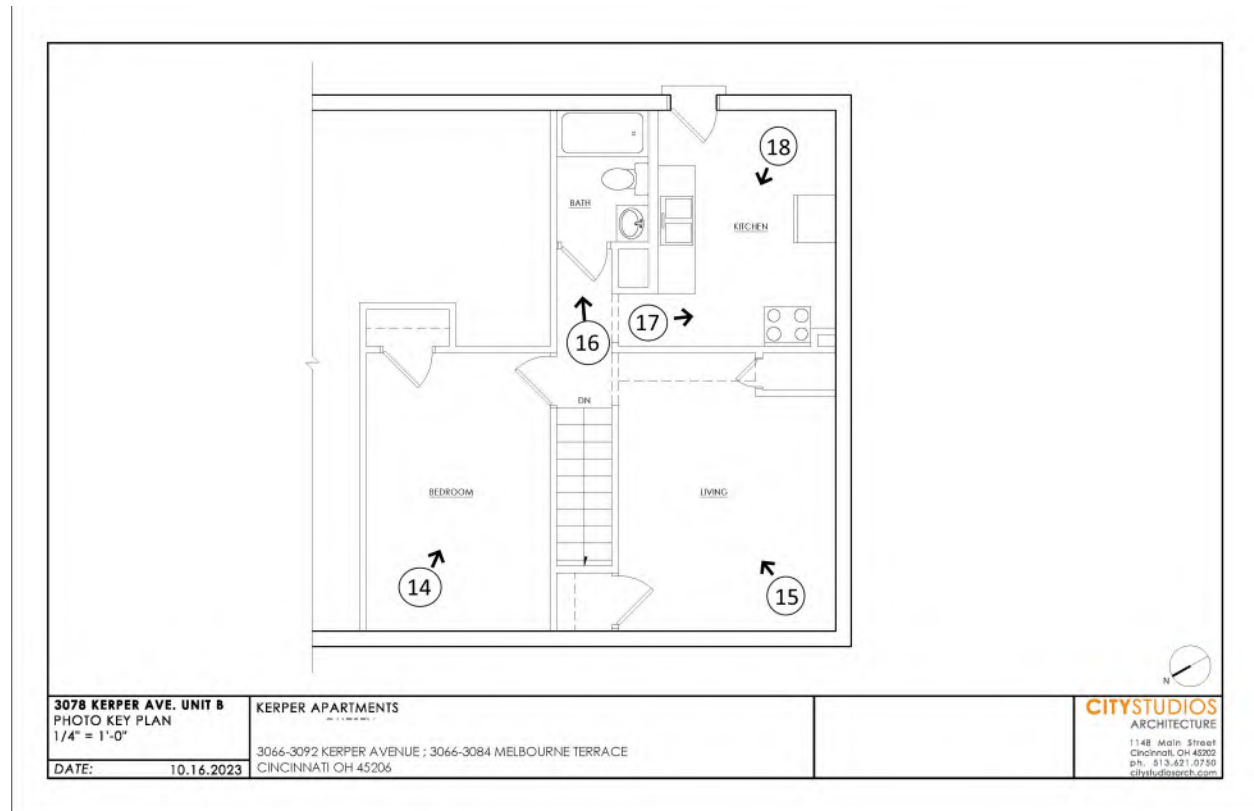 18
BATH
KITCHEN
17
16
DN
BEDROOM
LIVING
14
15
N
3078 KERPER AVE. UNIT B
PHOTO KEY PLAN
1/4" = 1'-0"
DATE: 10.16.2023
KERPER APARTMENTS
3066-3092 KERPER AVENUE ; 3066-3084 MELBOURNE TERRACE
CINCINNATI OH 45206
CITYSTUDIOS
ARCHITECTURE
1148 Main Street
Cincinnati, OH 45202
ph. 513.621.0750
citystudiosarch.com